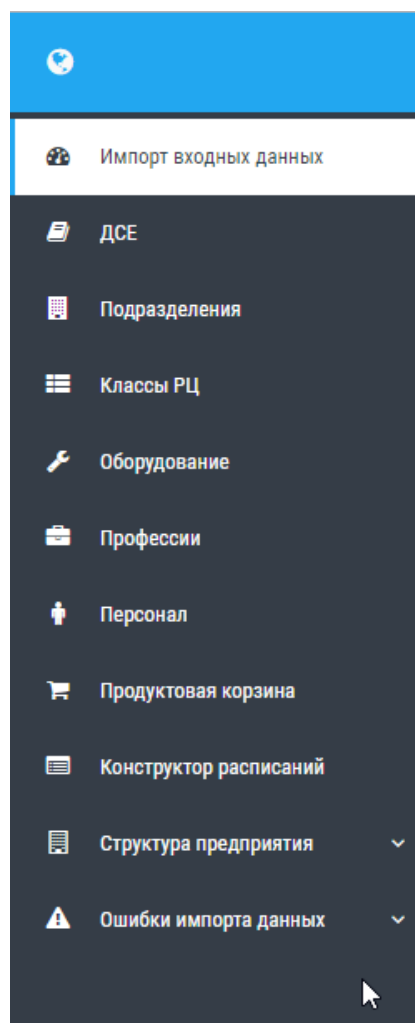 Импорт входных данных
ДСЕ
Подразделения
Классы РЦ
Оборудование
Профессии
Персонал
Продуктовая корзина
Конструктор расписаний
Структура предприятия
Ошибки импорта данных